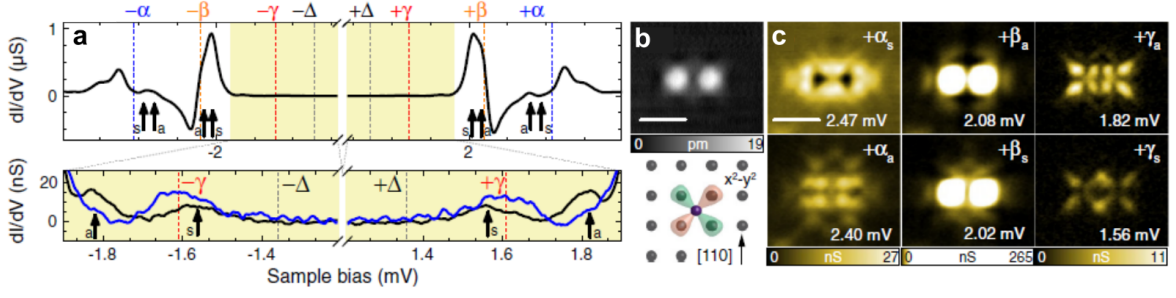 a
−α −β −γ −Δ +Δ +γ +β +α
dI/dV (µS)
1
0
s a a s s a a s
-2 2
dI/dV (nS)
20
0
−γ −Δ +Δ +γ
a s s a
-1.8 -1.6 -1.4 1.4 1.6 1.8
Sample bias (mV)
b
0 pm 19
x²-y²
[110]
c
+αs +βa +γa
2.47 mV 2.08 mV 1.82 mV
+αa +βs +γs
2.40 mV 2.02 mV 1.56 mV
0 nS 27 0 nS 265 0 nS 11